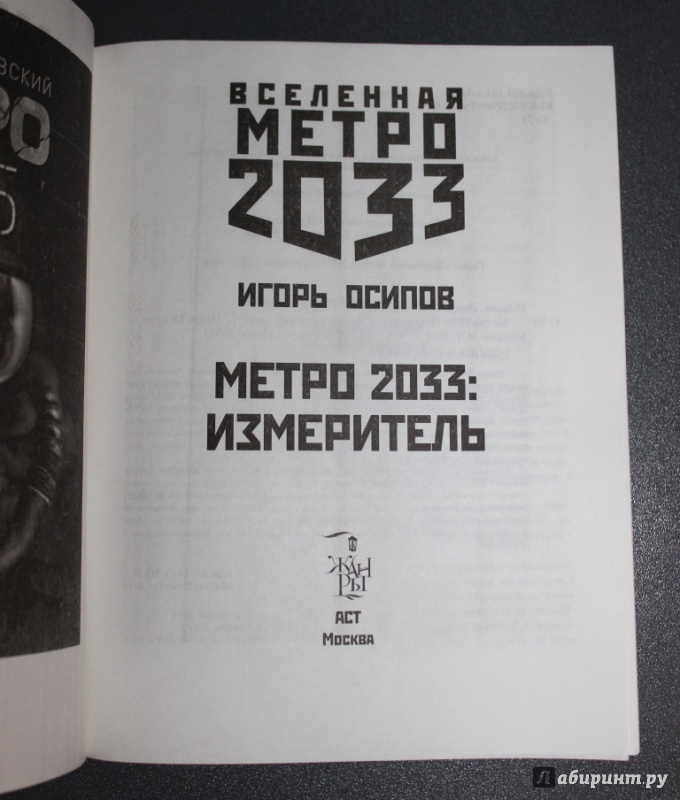 ВСЕЛЕННАЯ
МЕТРО
2033
ИГОРЬ ОСИПОВ
МЕТРО 2033:
ИЗМЕРИТЕЛЬ
ЖАН
РЫ
АСТ
Москва
Лабиринт.ру